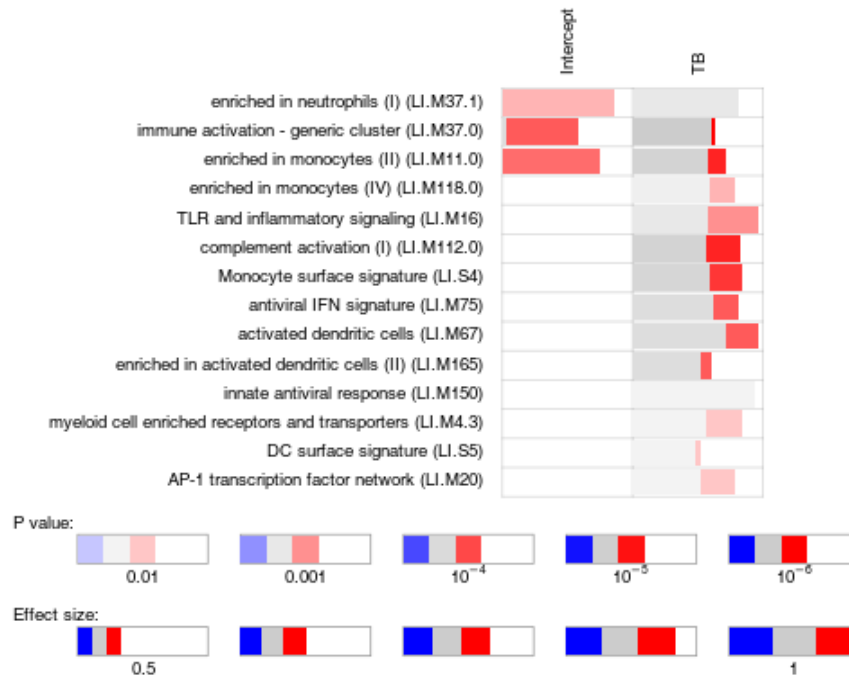 Intercept
TB
enriched in neutrophils (I) (LI.M37.1)
immune activation - generic cluster (LI.M37.0)
enriched in monocytes (II) (LI.M11.0)
enriched in monocytes (IV) (LI.M118.0)
TLR and inflammatory signaling (LI.M16)
complement activation (I) (LI.M112.0)
Monocyte surface signature (LI.S4)
antiviral IFN signature (LI.M75)
activated dendritic cells (LI.M67)
enriched in activated dendritic cells (II) (LI.M165)
innate antiviral response (LI.M150)
myeloid cell enriched receptors and transporters (LI.M4.3)
DC surface signature (LI.S5)
AP-1 transcription factor network (LI.M20)
P value:
0.01 0.001 10⁻⁴ 10⁻⁵ 10⁻⁶
Effect size:
0.5 1